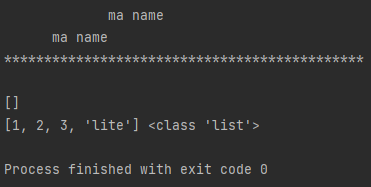 ma name
ma name
*********************************************
[]
[1, 2, 3, 'lite'] <class 'list'>
Process finished with exit code 0